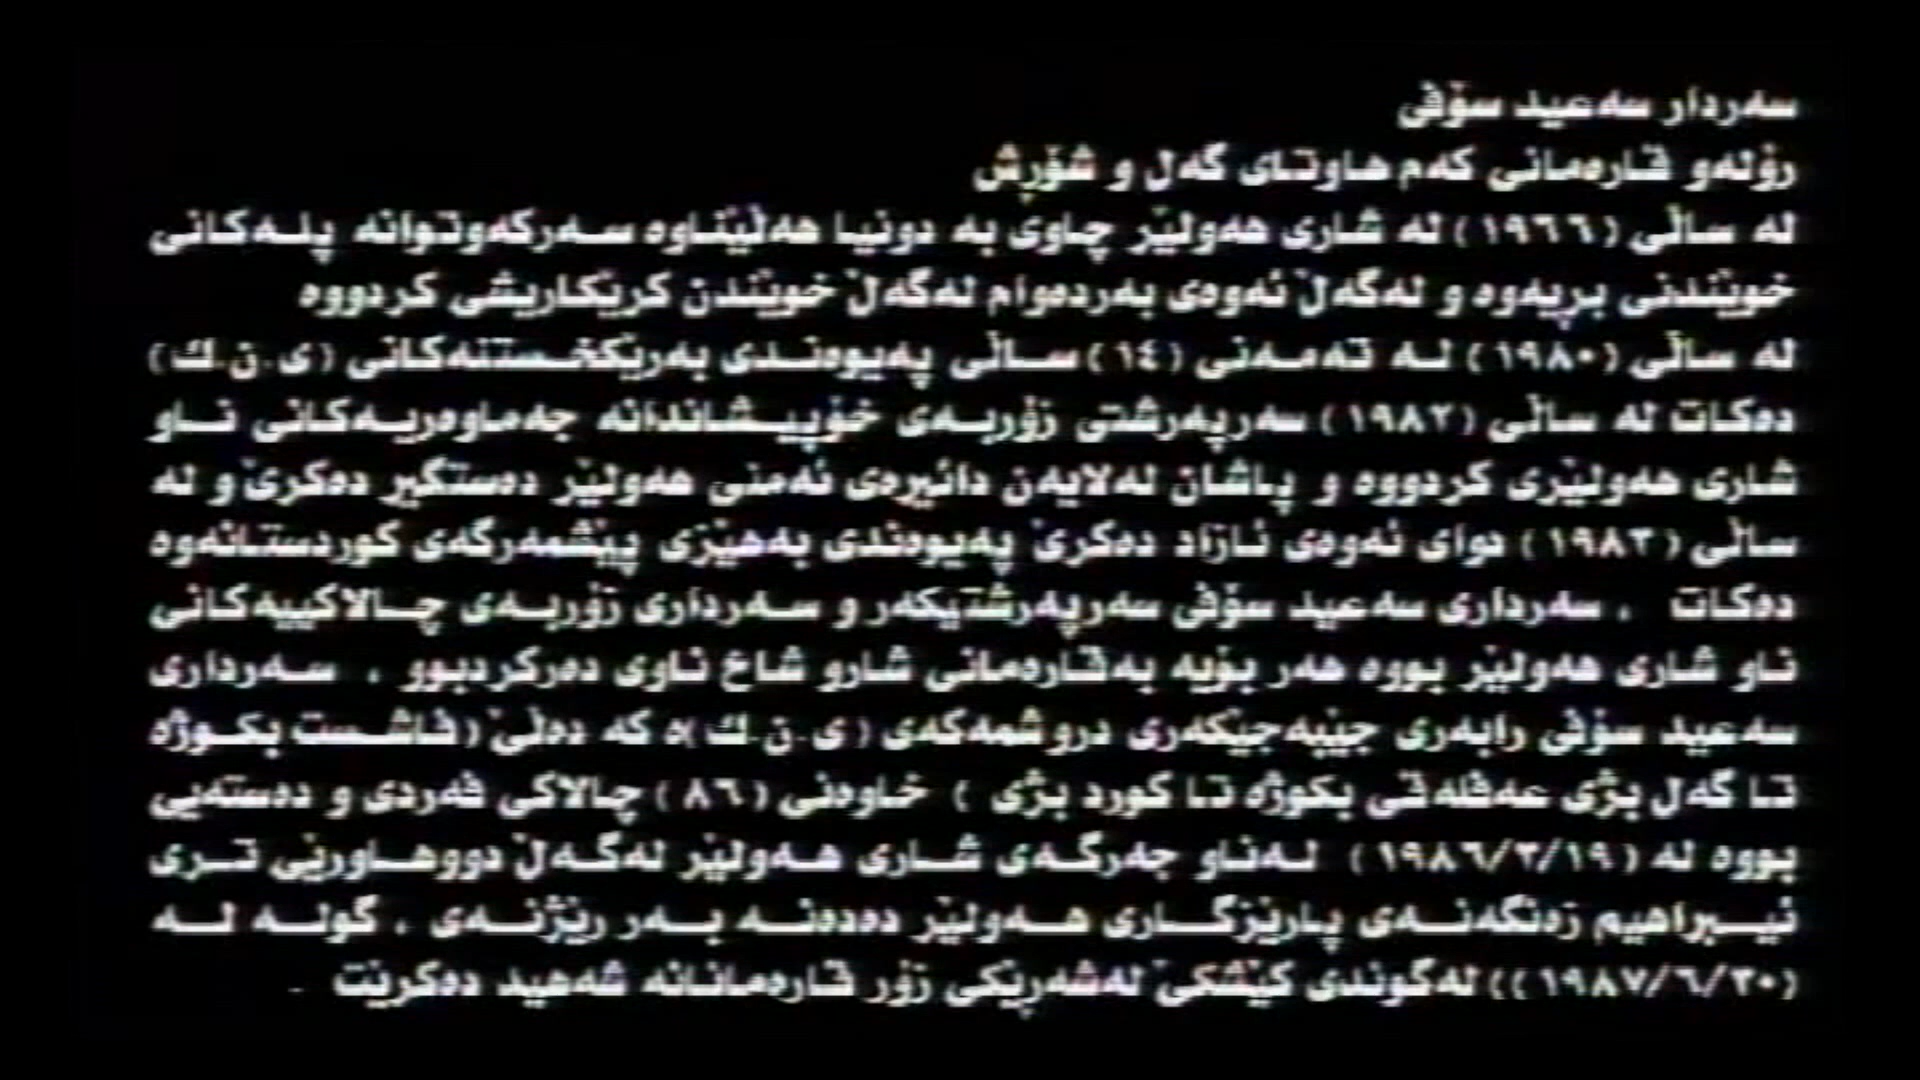 سەردار سەعید سۆفی
رۆلەو قارەمانی کەم هاوتای گەل و شۆڕش
لە ساڵی (١٩٦٦) لە شاری هەولێر چاوی بە دونیا هەڵێناوە سەرکەوتوانە پلەکانی
خوێندنی بڕیەوە و لەگەڵ ئەوەی بەردەوام لەگەڵ خوێندن کرێکاریشی کردووە
لە ساڵی (١٩٨٠) لە تەمەنی (١٤) ساڵی پەیوەندی بەرێکخستنەکانی (ی.ن.ك)
دەکات لە ساڵی (١٩٨٢) سەرپەرشتی زۆربەی خۆپیشاندانە جەماوەریەکانی ناو
شاری هەولێری کردووە و پاشان لەلایەن دائیرەی ئەمنی هەولێر دەستگیر دەکرێ و لە
ساڵی (١٩٨٣) دوای ئەوەی ئازاد دەکرێ پەیوەندی بەهێزی پێشمەرگەی کوردستانەوە
دەکات ، سەرداری سەعید سۆفی سەرپەرشتیکەر و سەرداری زۆربەی چالاکییەکانی
ناو شاری هەولێر بووە هەر بۆیە بەقارەمانی شارو شاخ ناوی دەرکردبوو ، سەرداری
سەعید سۆفی رابەری جێبەجێکەری دروشمەکەی (ی.ن.ك)ە کە دەڵێ (فاشست بکوژە
تا گەل بژی عەفلەقی بکوژە تا کورد بژی ) خاوەنی (٨٦) چالاکی فەردی و دەستەیی
بووە لە (١٩٨٦/٣/١٩) لەناو جەرگەی شاری هەولێر لەگەڵ دووهاورێی تری
ئیبراهیم زەنگەنەی پارێزگاری هەولێر دەدەنە بەر رێژنەی ، گولە لە
(١٩٨٧/٦/٣٠)) لەگوندی کێشکێ لەشەڕێکی زۆر قارەمانانە شەهید دەکرێت .